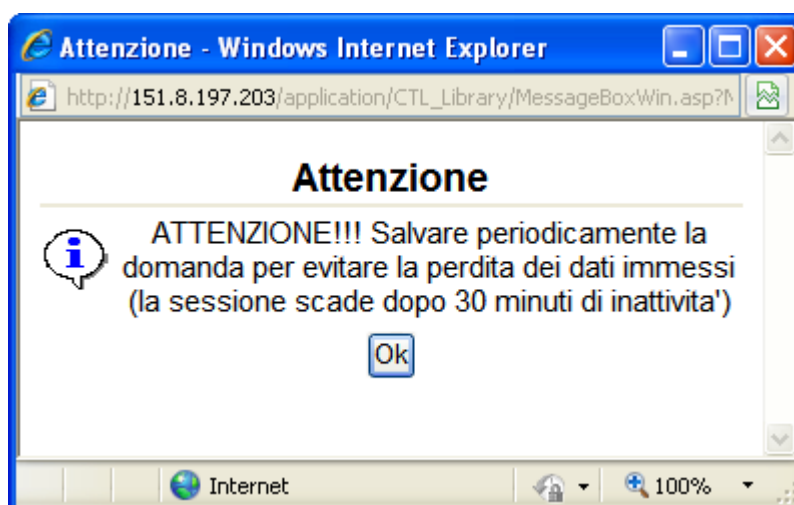 Attenzione - Windows Internet Explorer
http://151.8.197.203/application/CTL_Library/MessageBoxWin.asp?
Attenzione
ATTENZIONE!!! Salvare periodicamente la
domanda per evitare la perdita dei dati immessi
(la sessione scade dopo 30 minuti di inattivita')
Ok
Internet
100%